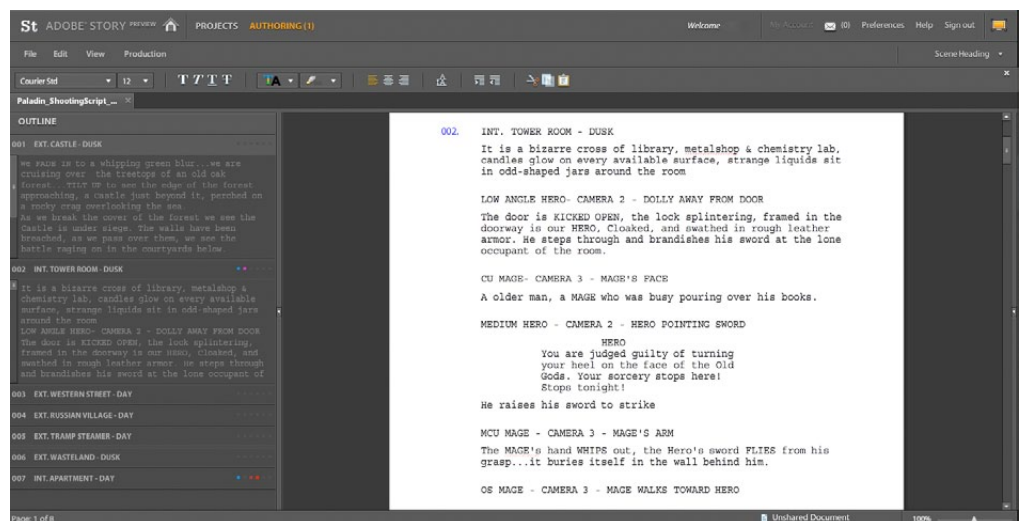 St ADOBE® STORY PREVIEW PROJECTS AUTHORING (1) Welcome My Account (0) Preferences Help Sign out
File Edit View Production Scene Heading
Courier Std 12 T T T T A
Paladin_ShootingScript_...
OUTLINE
001 EXT. CASTLE - DUSK
We FADE IN to a whipping green blur...we are
cruising over the treetops of an old oak
forest...TILT UP to see the edge of the forest
approaching, a castle just beyond it, perched on
a rocky crag overlooking the sea.
As we break the cover of the forest we see the
Castle is under siege. The walls have been
breached, as we pass over them, we see the
battle raging on in the courtyards below.
002 INT. TOWER ROOM - DUSK
It is a bizarre cross of library, metalshop &
chemistry lab, candles glow on every available
surface, strange liquids sit in odd-shaped jars
around the room
LOW ANGLE HERO- CAMERA 2 - DOLLY AWAY FROM DOOR
The door is KICKED OPEN, the lock splintering,
framed in the doorway is our HERO, Cloaked, and
swathed in rough leather armor. He steps through
and brandishes his sword at the lone occupant of
003 EXT. WESTERN STREET - DAY
004 EXT. RUSSIAN VILLAGE - DAY
005 EXT. TRAMP STEAMER - DAY
006 EXT. WASTELAND - DUSK
007 INT. APARTMENT - DAY
002. INT. TOWER ROOM - DUSK
It is a bizarre cross of library, metalshop & chemistry lab,
candles glow on every available surface, strange liquids sit
in odd-shaped jars around the room
LOW ANGLE HERO- CAMERA 2 - DOLLY AWAY FROM DOOR
The door is KICKED OPEN, the lock splintering, framed in the
doorway is our HERO, Cloaked, and swathed in rough leather
armor. He steps through and brandishes his sword at the lone
occupant of the room.
CU MAGE- CAMERA 3 - MAGE'S FACE
A older man, a MAGE who was busy pouring over his books.
MEDIUM HERO - CAMERA 2 - HERO POINTING SWORD
HERO
You are judged guilty of turning
your heel on the face of the Old
Gods. Your sorcery stops here!
Stops tonight!
He raises his sword to strike
MCU MAGE - CAMERA 3 - MAGE'S ARM
The MAGE's hand WHIPS out, the Hero's sword FLIES from his
grasp...it buries itself in the wall behind him.
OS MAGE - CAMERA 3 - MAGE WALKS TOWARD HERO
Page: 1 of 8 Unshared Document 100%